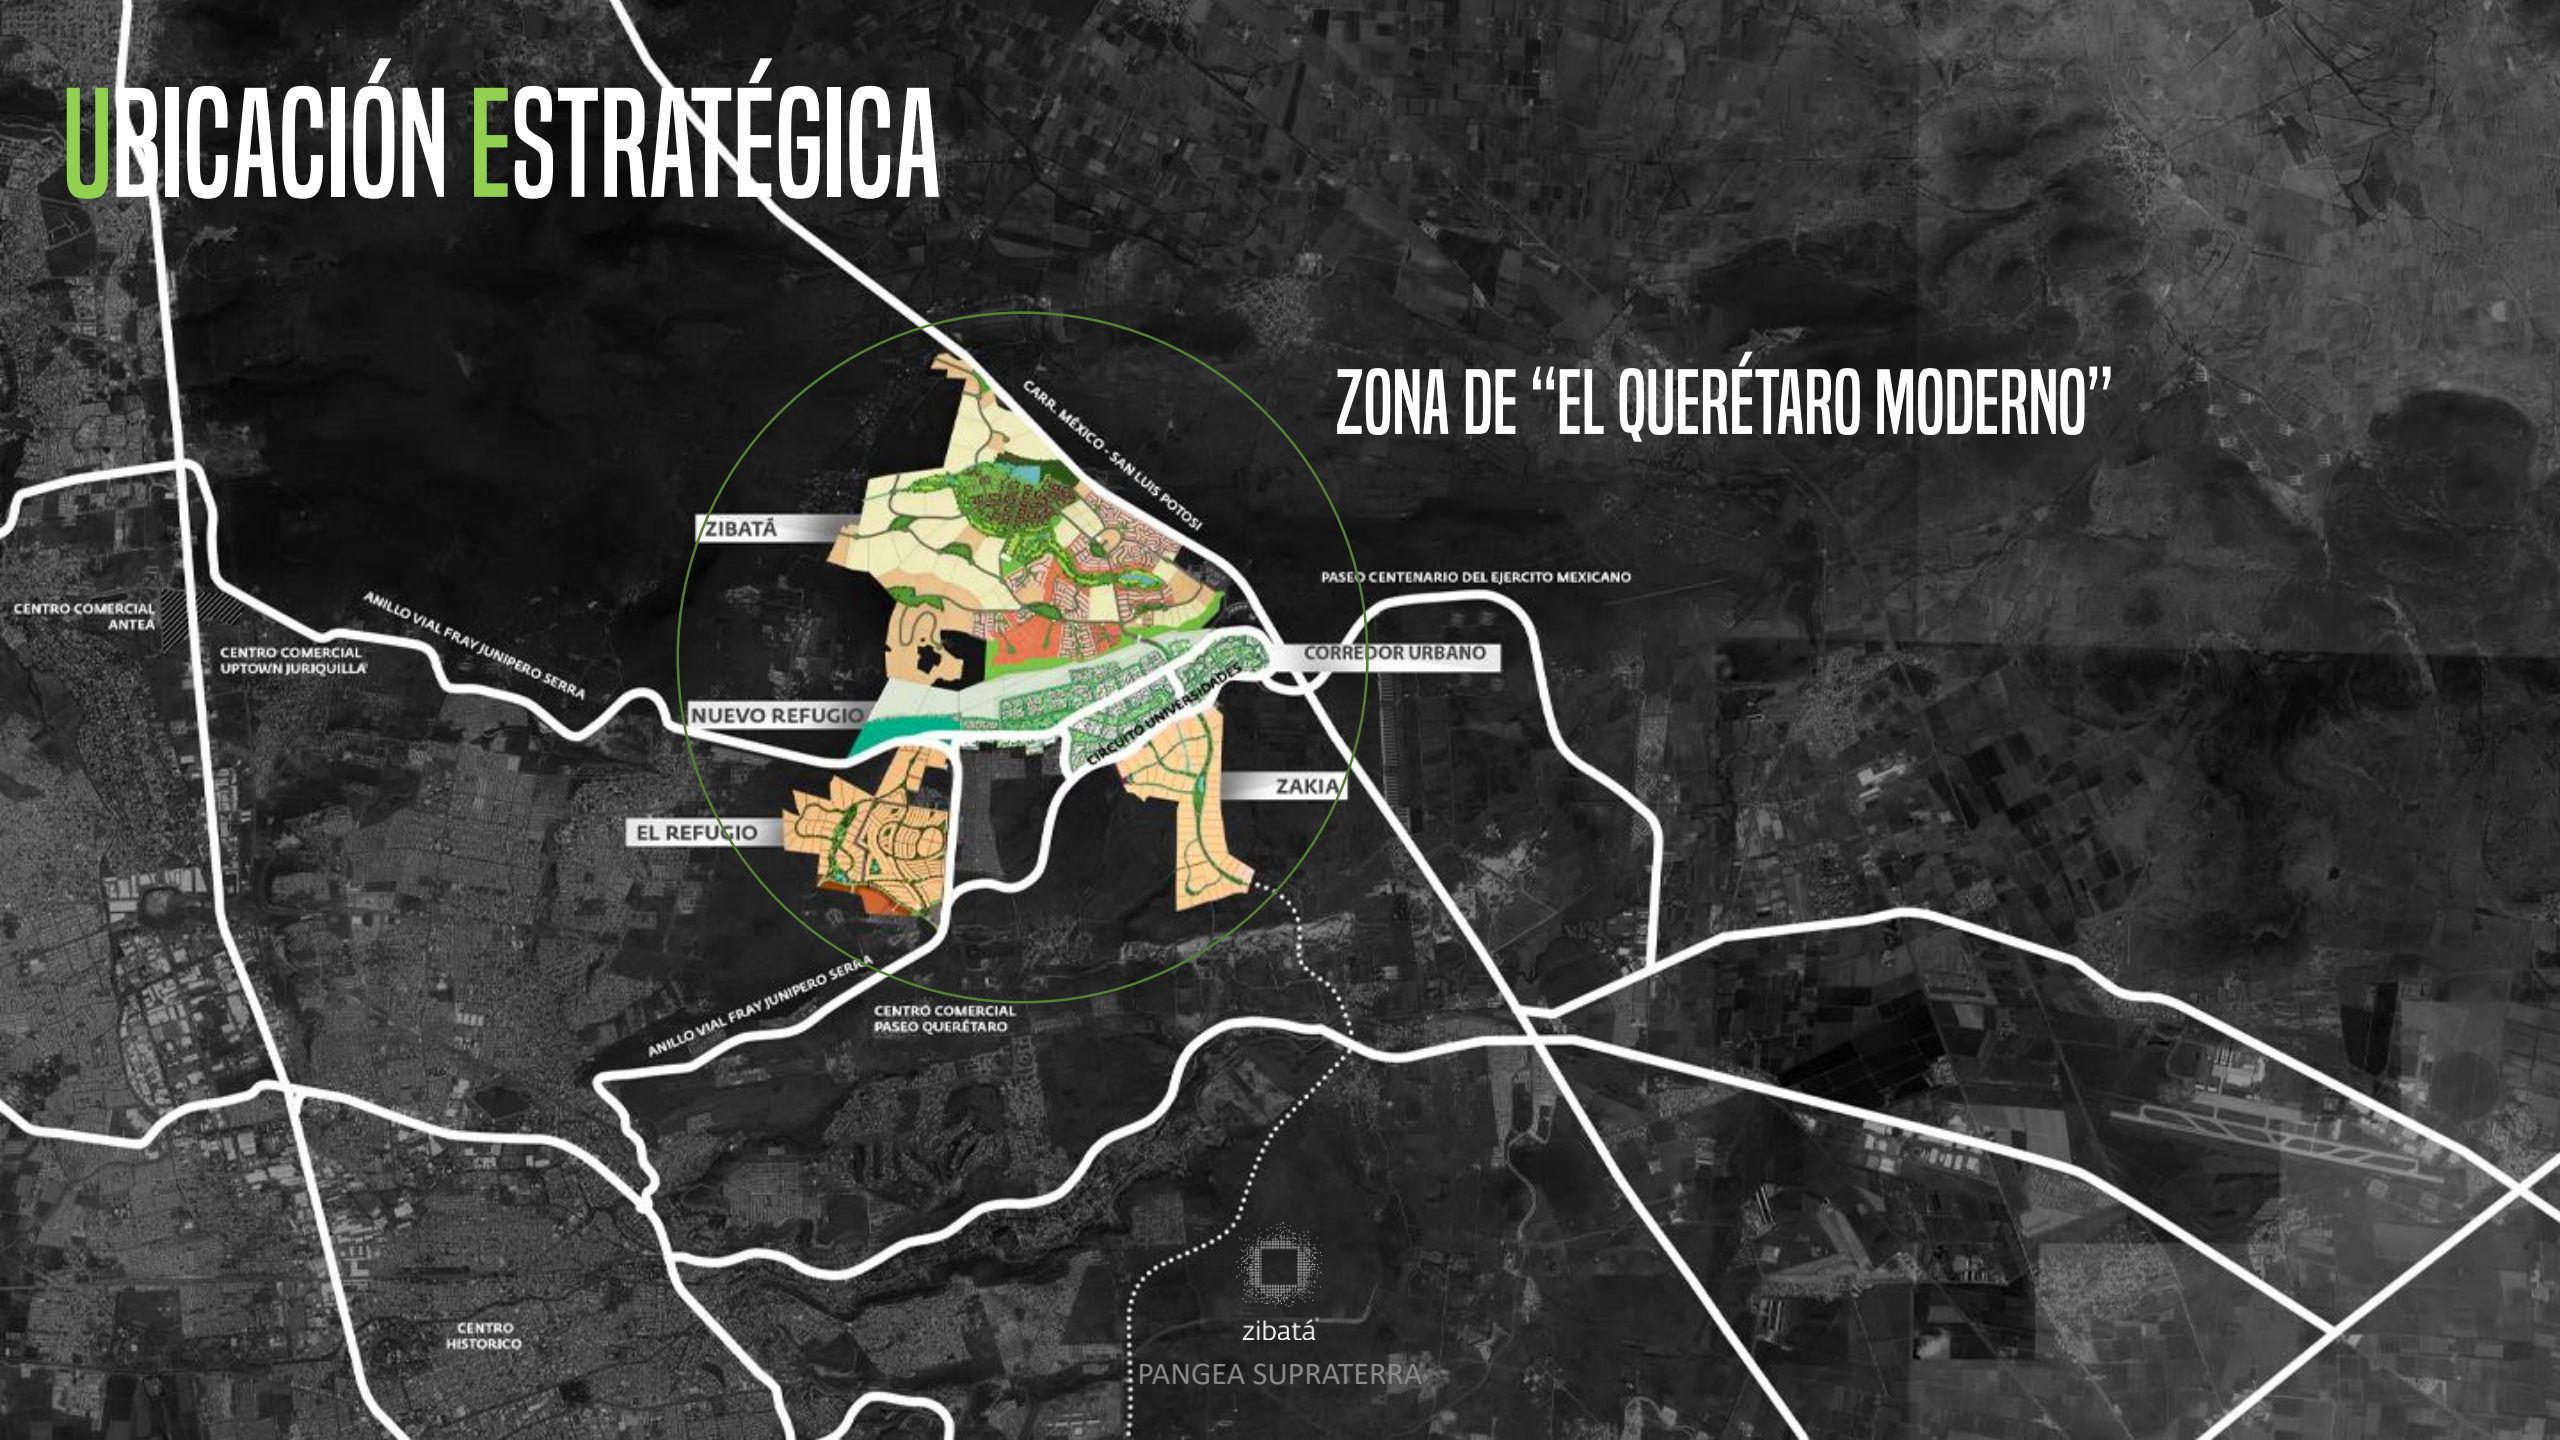 UBICACIÓN ESTRATÉGICA
ZONA DE “EL QUERÉTARO MODERNO”
CARR. MÉXICO - SAN LUIS POTOSI
ZIBATÁ
PASEO CENTENARIO DEL EJERCITO MEXICANO
CENTRO COMERCIAL
ANTEA
ANILLO VIAL FRAY JUNIPERO SERRA
CENTRO COMERCIAL
UPTOWN JURIQUILLA
CORREDOR URBANO
NUEVO REFUGIO
CIRCUITO UNIVERSIDADES
ZAKIA
EL REFUGIO
ANILLO VIAL FRAY JUNIPERO SERRA
CENTRO COMERCIAL
PASEO QUERÉTARO
CENTRO
HISTORICO
zibatá
PANGEA SUPRATERRA